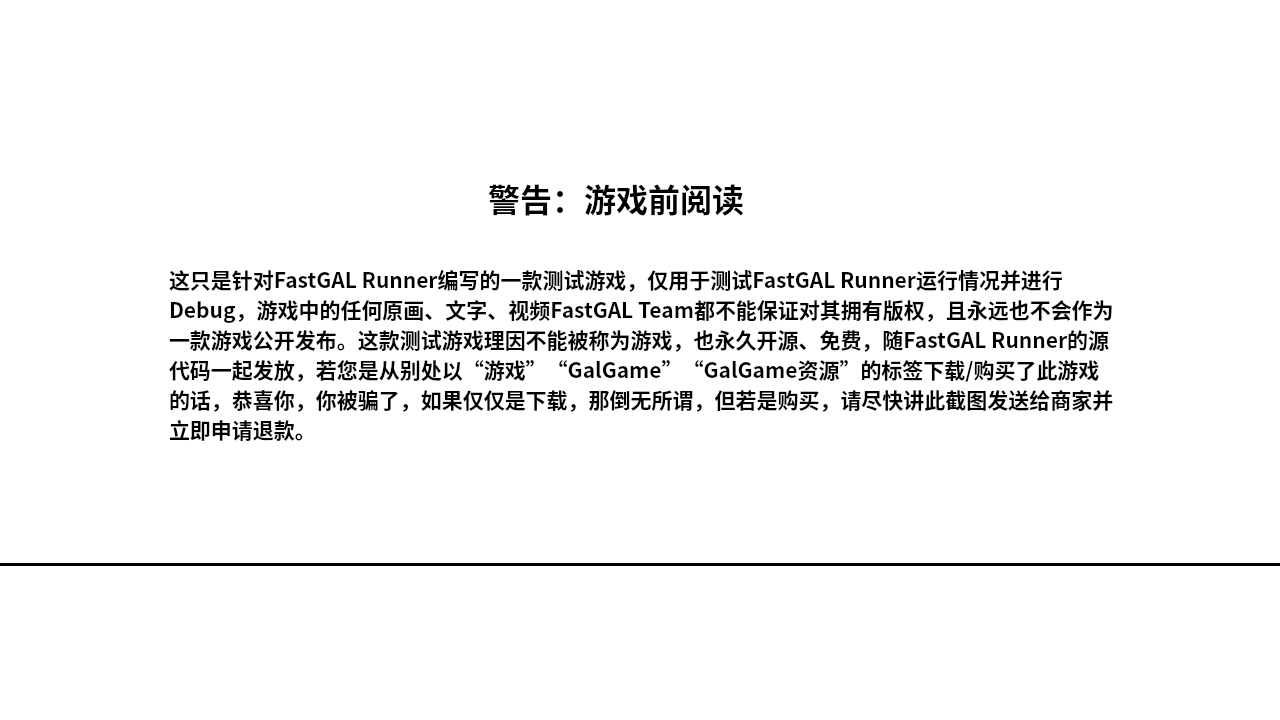 警告：游戏前阅读
这只是针对FastGAL Runner编写的一款测试游戏，仅用于测试FastGAL Runner运行情况并进行
Debug，游戏中的任何原画、文字、视频FastGAL Team都不能保证对其拥有版权，且永远也不会作为
一款游戏公开发布。这款测试游戏理因不能被称为游戏，也永久开源、免费，随FastGAL Runner的源
代码一起发放，若您是从别处以“游戏”“GalGame”“GalGame资源”的标签下载/购买了此游戏
的话，恭喜你，你被骗了，如果仅仅是下载，那倒无所谓，但若是购买，请尽快讲此截图发送给商家并
立即申请退款。